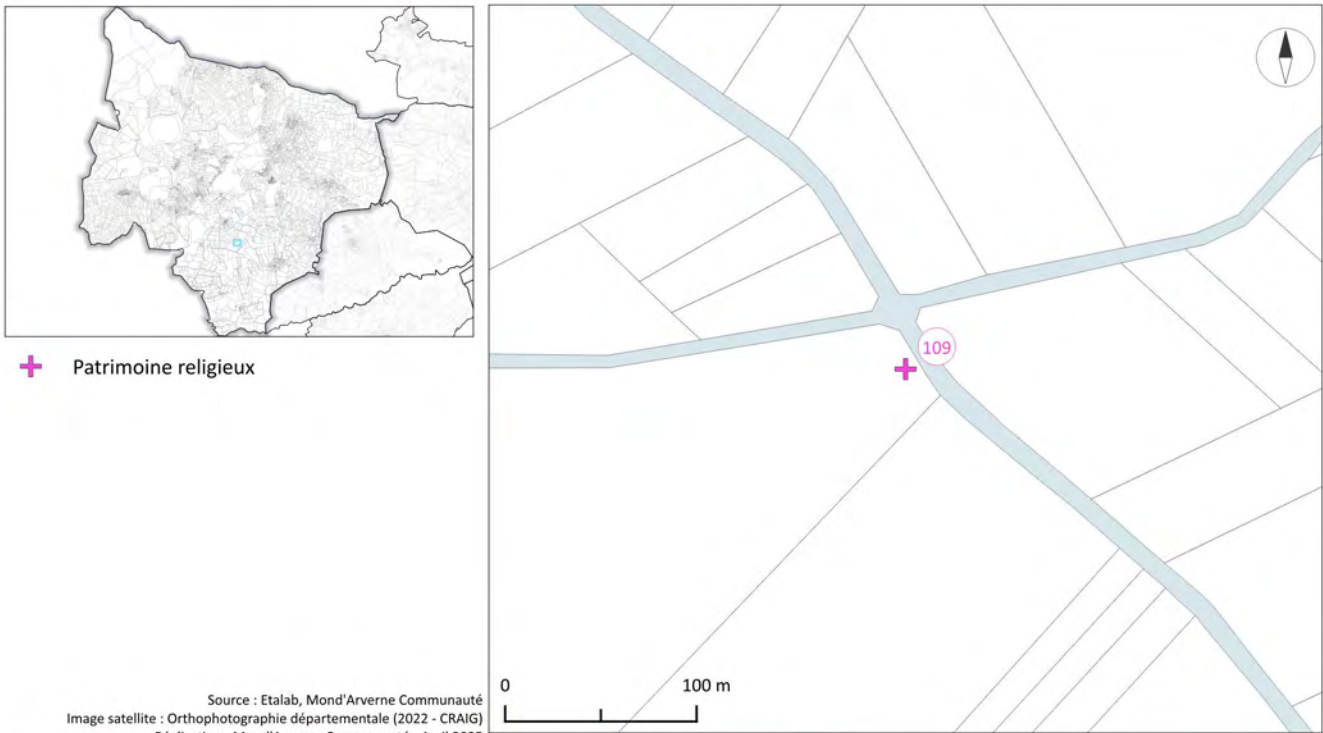 Patrimoine religieux
109
0 100 m
Source : Etalab, Mond'Arverne Communauté
Image satellite : Orthophotographie départementale (2022 - CRAIG)